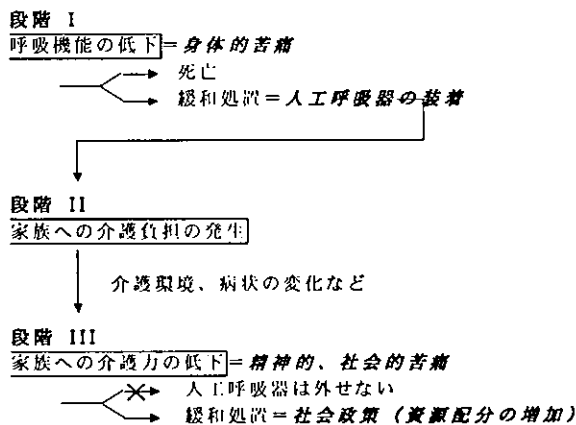 段階 I
呼吸機能の低下=身体的苦痛
死亡
緩和処置=人工呼吸器の装着
段階 II
家族への介護負担の発生
介護環境、病状の変化など
段階 III
家族への介護力の低下=精神的、社会的苦痛
人工呼吸器は外せない
緩和処置=社会政策(資源配分の増加)